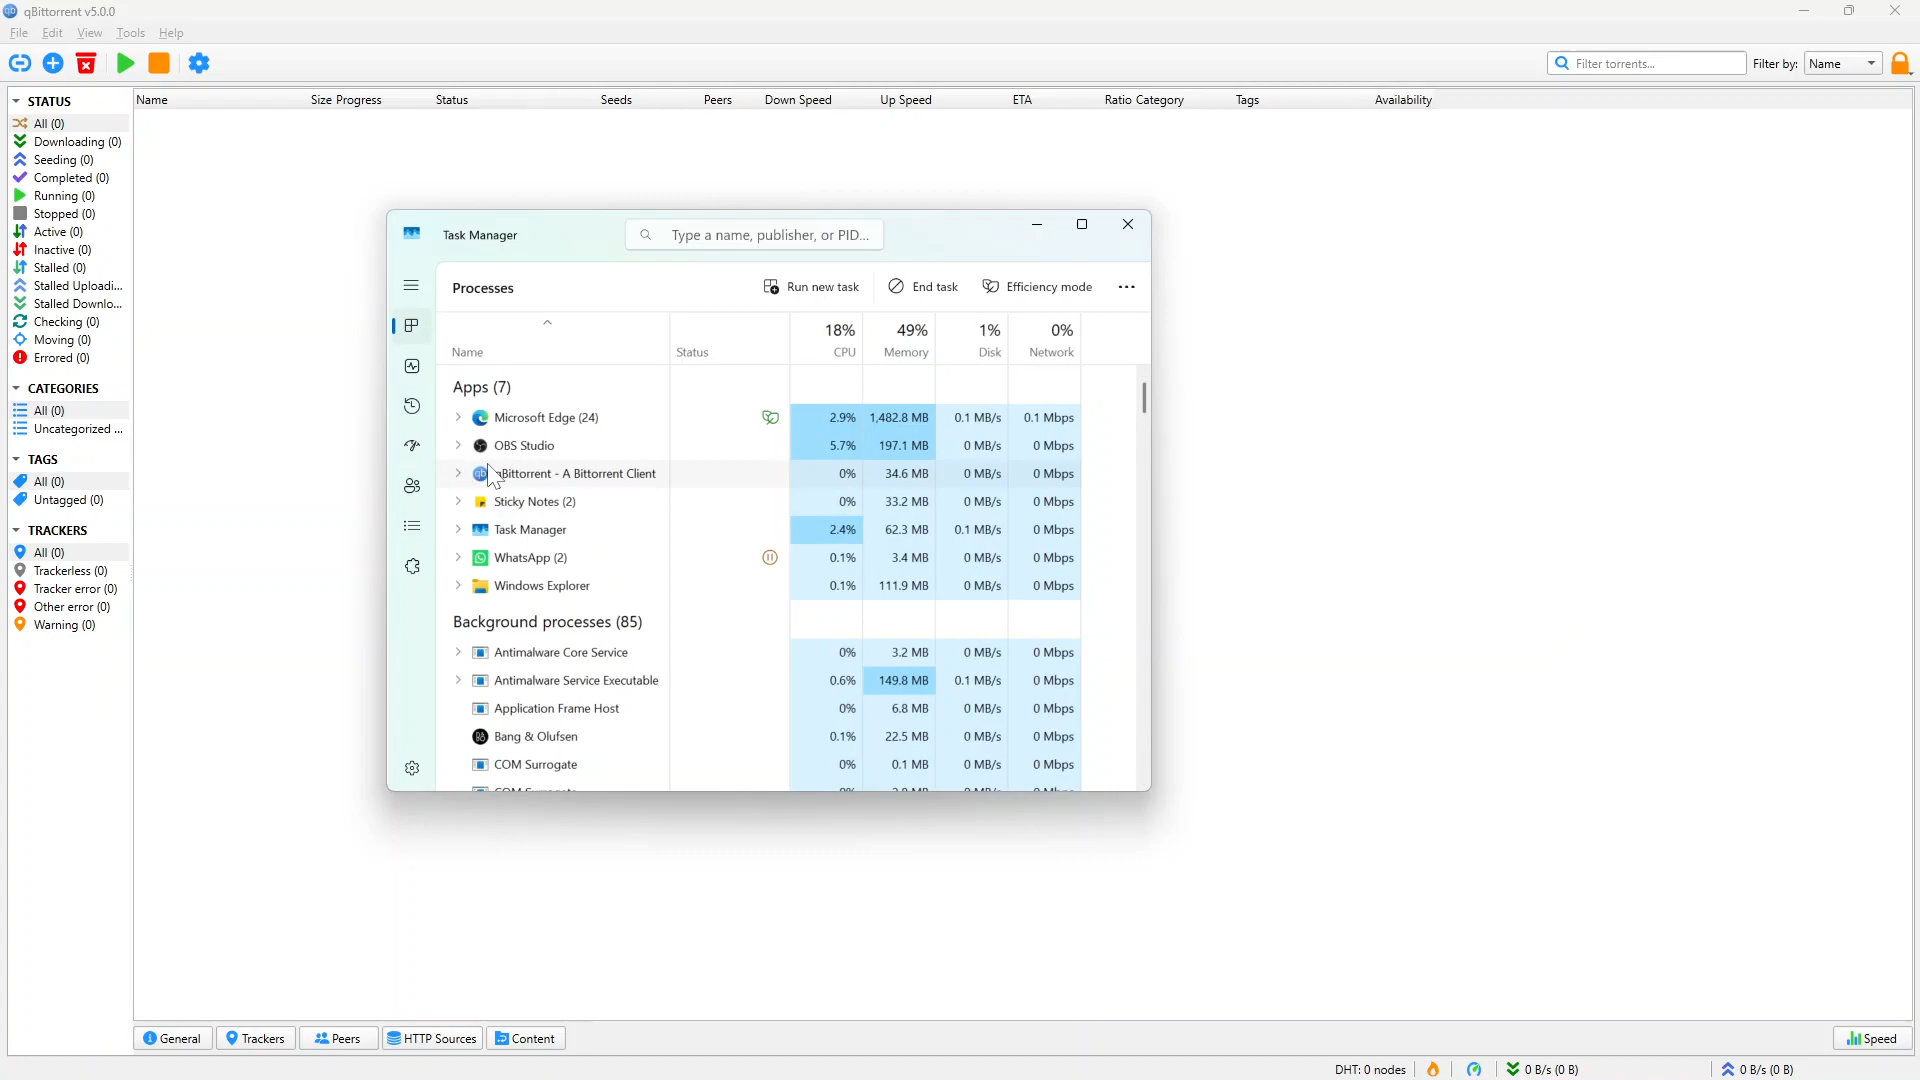 qBittorrent v5.0.0
File Edit View Tools Help
Filter torrents... Filter by: Name
STATUS
All (0)
Downloading (0)
Seeding (0)
Completed (0)
Running (0)
Stopped (0)
Active (0)
Inactive (0)
Stalled (0)
Stalled Uploadi...
Stalled Downlo...
Checking (0)
Moving (0)
Errored (0)
CATEGORIES
All (0)
Uncategorized ...
TAGS
All (0)
Untagged (0)
TRACKERS
All (0)
Trackerless (0)
Tracker error (0)
Other error (0)
Warning (0)
Name Size Progress Status Seeds Peers Down Speed Up Speed ETA Ratio Category Tags Availability
Task Manager Type a name, publisher, or PID...
Processes Run new task End task Efficiency mode
18% 49% 1% 0%
Name Status CPU Memory Disk Network
Apps (7)
Microsoft Edge (24) 2.9% 1,482.8 MB 0.1 MB/s 0.1 Mbps
OBS Studio 5.7% 197.1 MB 0 MB/s 0 Mbps
qBittorrent - A Bittorrent Client 0% 34.6 MB 0 MB/s 0 Mbps
Sticky Notes (2) 0% 33.2 MB 0 MB/s 0 Mbps
Task Manager 2.4% 62.3 MB 0.1 MB/s 0 Mbps
WhatsApp (2) 0.1% 3.4 MB 0 MB/s 0 Mbps
Windows Explorer 0.1% 111.9 MB 0 MB/s 0 Mbps
Background processes (85)
Antimalware Core Service 0% 3.2 MB 0 MB/s 0 Mbps
Antimalware Service Executable 0.6% 149.8 MB 0.1 MB/s 0 Mbps
Application Frame Host 0% 6.8 MB 0 MB/s 0 Mbps
Bang & Olufsen 0.1% 22.5 MB 0 MB/s 0 Mbps
COM Surrogate 0% 0.1 MB 0 MB/s 0 Mbps
General Trackers Peers HTTP Sources Content Speed
DHT: 0 nodes 0 B/s (0 B) 0 B/s (0 B)